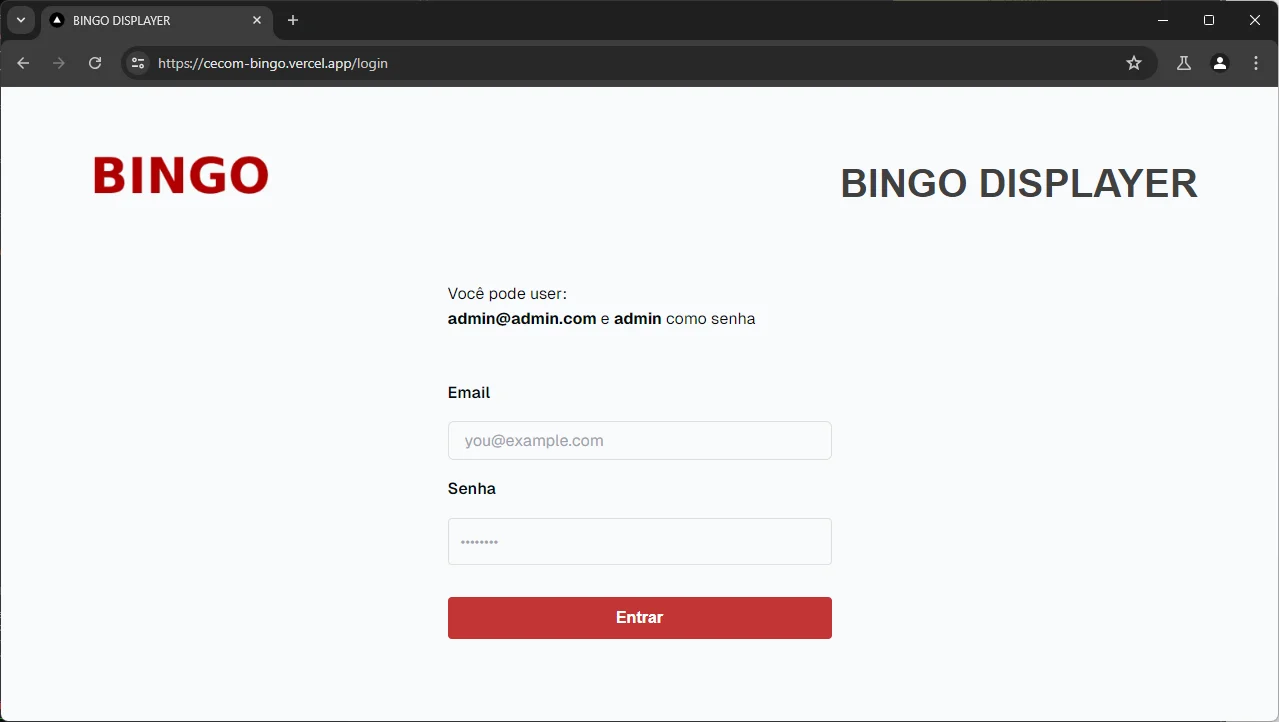 BINGO DISPLAYER
https://cecom-bingo.vercel.app/login
BINGO
BINGO DISPLAYER
Você pode user:
admin@admin.com e admin como senha
Email
you@example.com
Senha
••••••••
Entrar